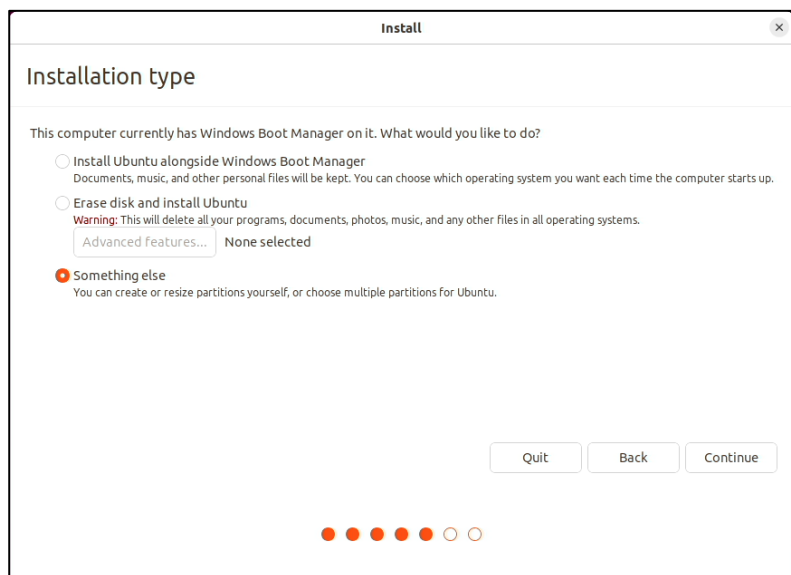 Install
Installation type
This computer currently has Windows Boot Manager on it. What would you like to do?
Install Ubuntu alongside Windows Boot Manager
Documents, music, and other personal files will be kept. You can choose which operating system you want each time the computer starts up.
Erase disk and install Ubuntu
Warning: This will delete all your programs, documents, photos, music, and any other files in all operating systems.
Advanced features... None selected
Something else
You can create or resize partitions yourself, or choose multiple partitions for Ubuntu.
Quit Back Continue